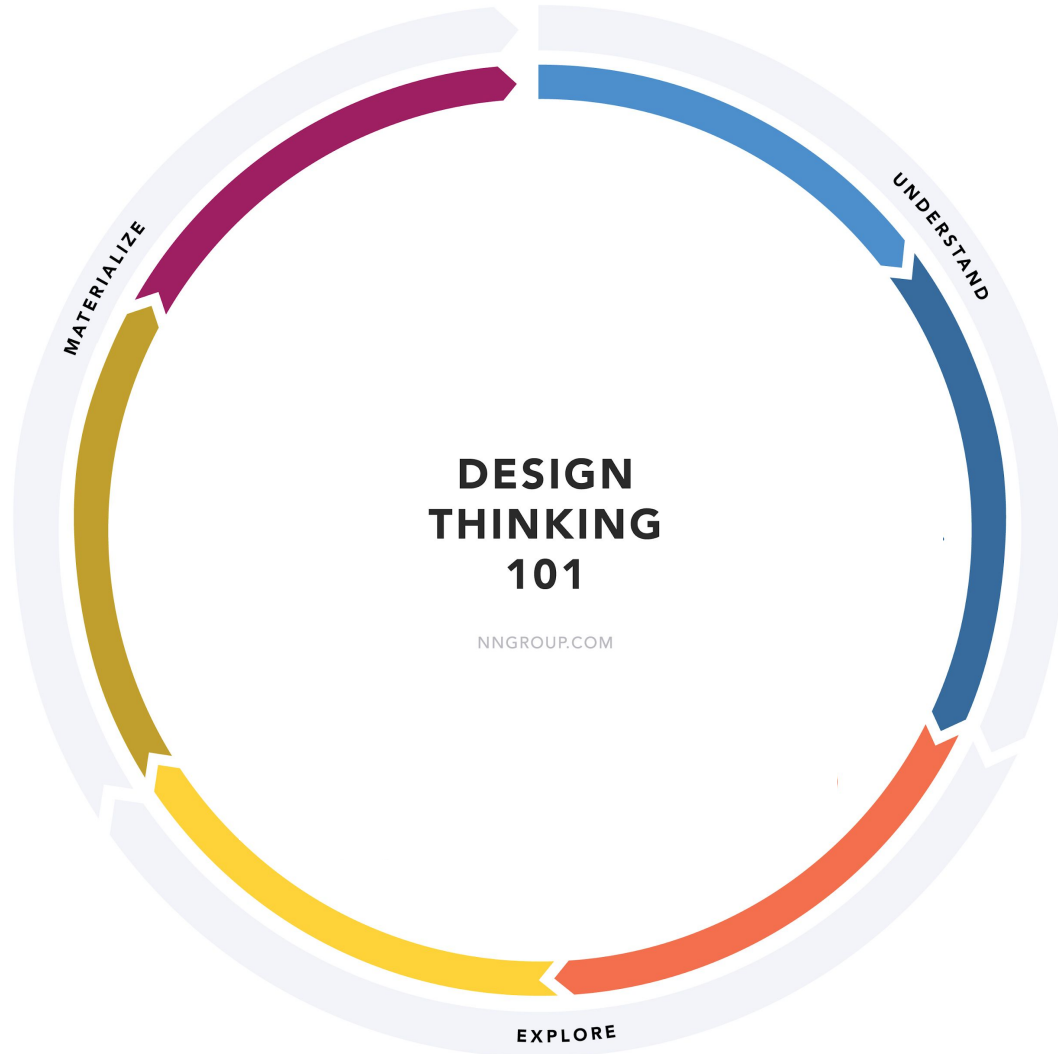 UNDERSTAND
MATERIALIZE
DESIGN
THINKING
101
NNGROUP.COM
EXPLORE